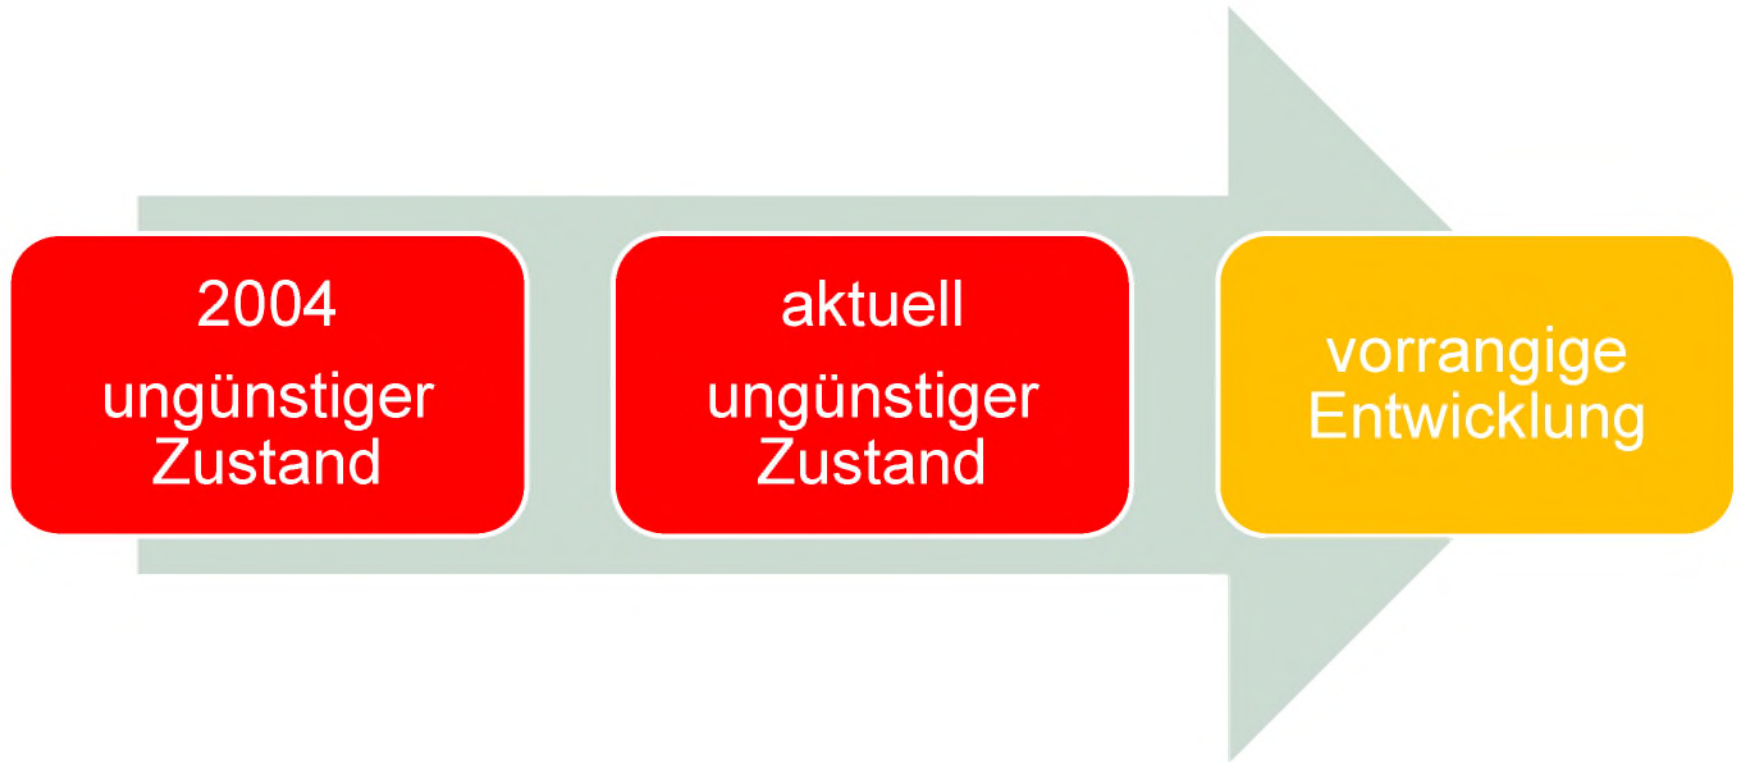 2004
ungünstiger
Zustand
aktuell
ungünstiger
Zustand
vorrangige
Entwicklung